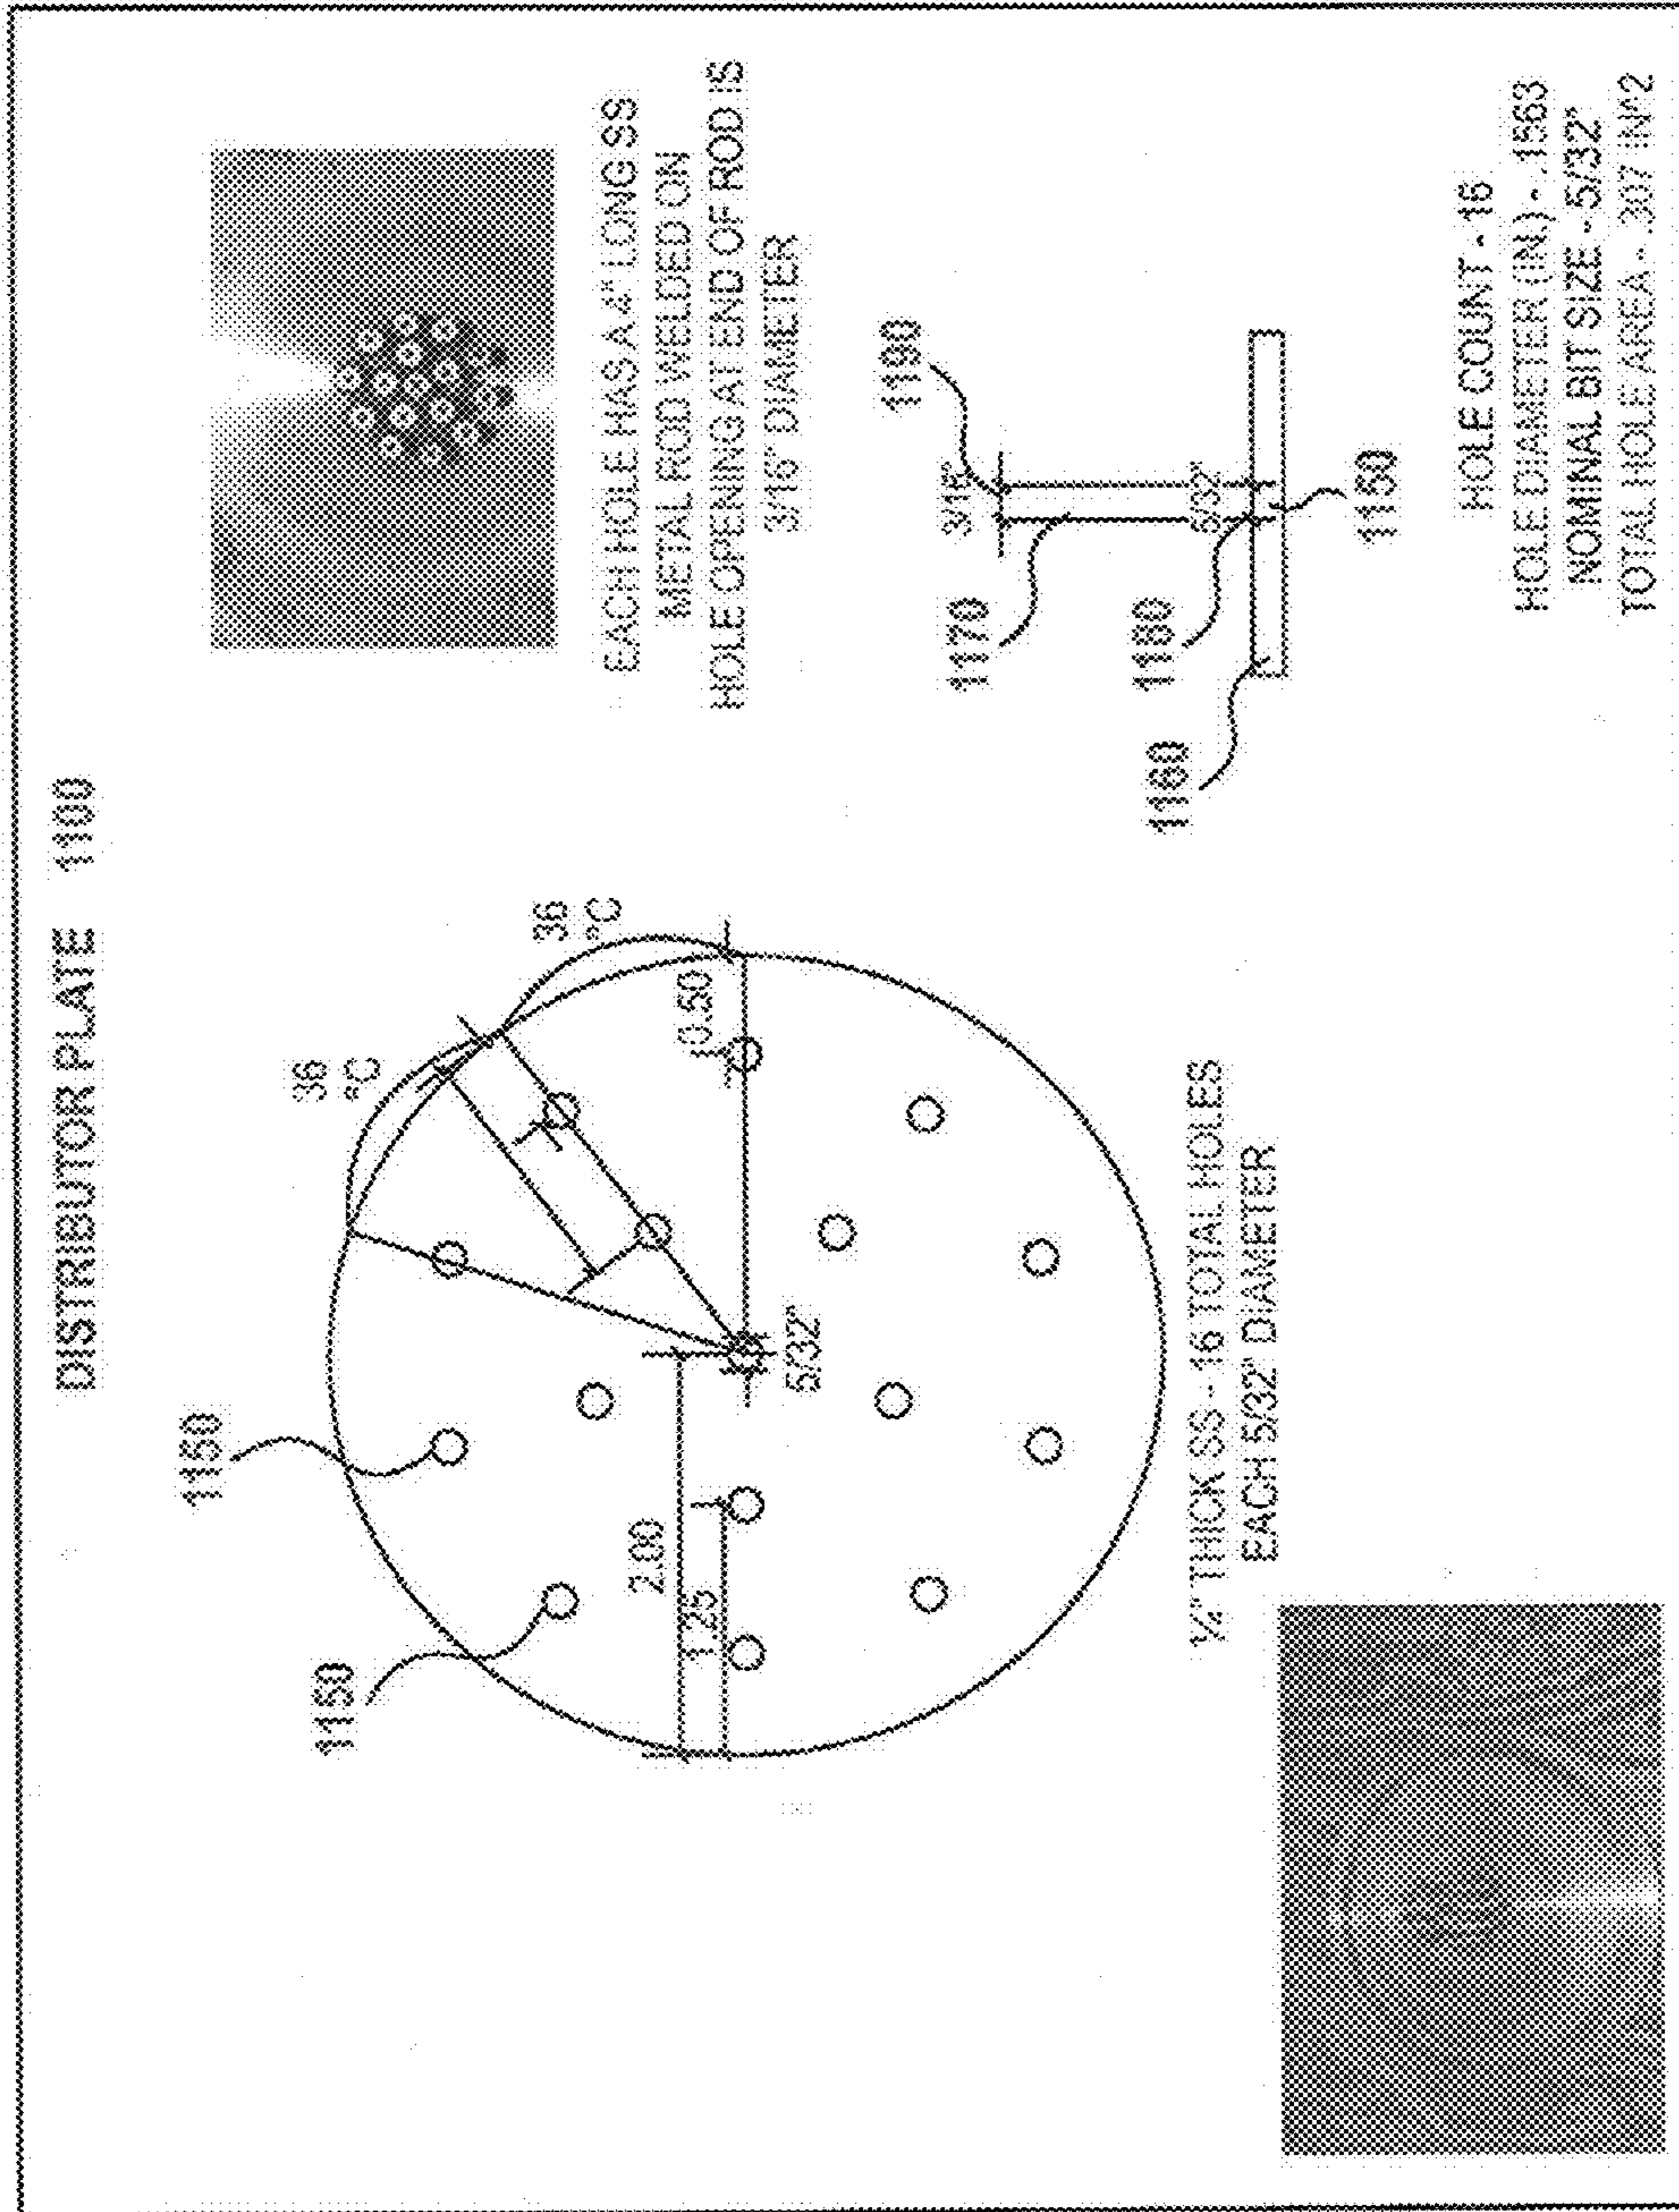 DISTRIBUTOR PLATE 1100
1150
1150
36
°C
36
°C
0.50
2.00
1.25
5/32"
½" THICK SS - 16 TOTAL HOLES
EACH 5/32" DIAMETER
EACH HOLE HAS A 4" LONG SS
METAL ROD WELDED ON
HOLE OPENING AT END OF ROD IS
3/16" DIAMETER
1190
3/16"
1170
5/32"
1180
1160
1150
HOLE COUNT - 16
HOLE DIAMETER (IN.) - .1563
NOMINAL BIT SIZE - 5/32"
TOTAL HOLE AREA - .307 IN^2